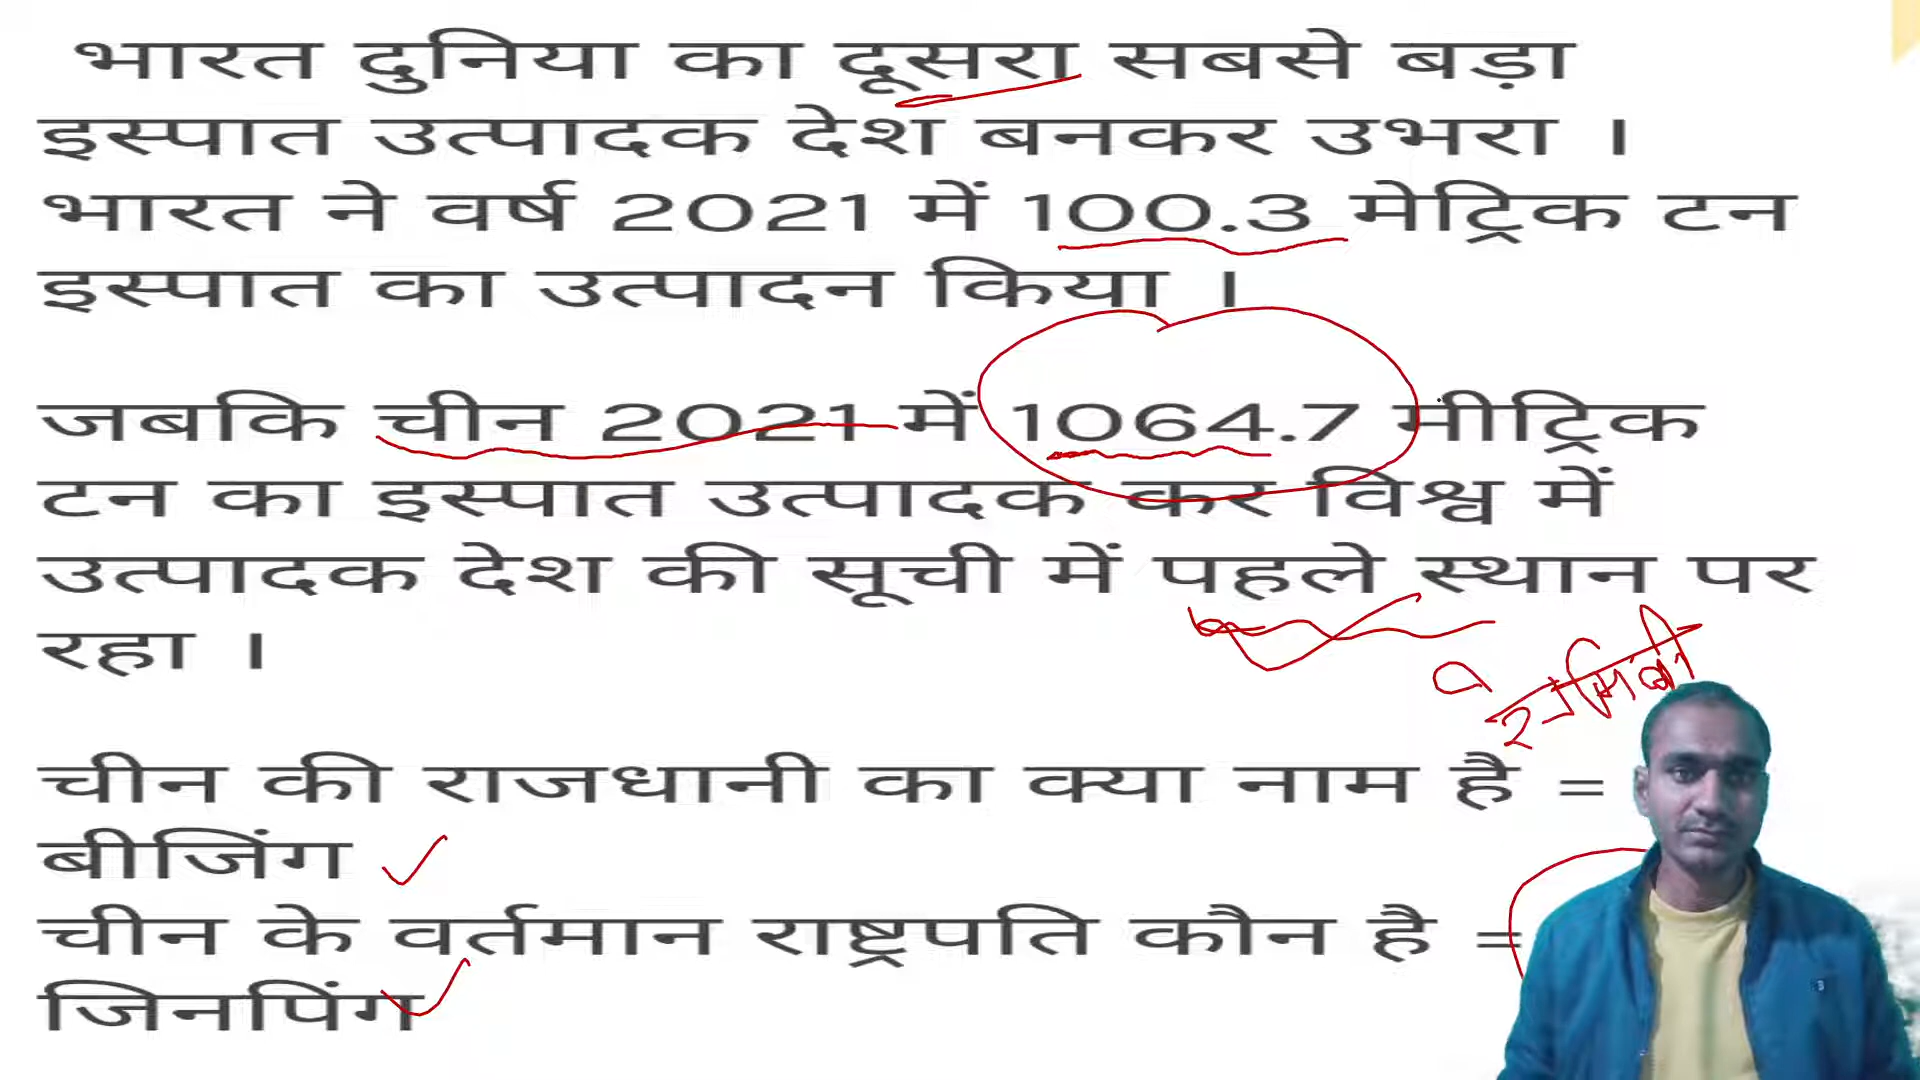 भारत दुनिया का दूसरा सबसे बड़ा
इस्पात उत्पादक देश बनकर उभरा ।
भारत ने वर्ष 2021 में 100.3 मेट्रिक टन
इस्पात का उत्पादन किया ।
जबकि चीन 2021 में 1064.7 मीट्रिक
टन का इस्पात उत्पादक कर विश्व में
उत्पादक देश की सूची में पहले स्थान पर
रहा ।
चीन की राजधानी का क्या नाम है =
बीजिंग
चीन के वर्तमान राष्ट्रपति कौन है =
जिनपिंग